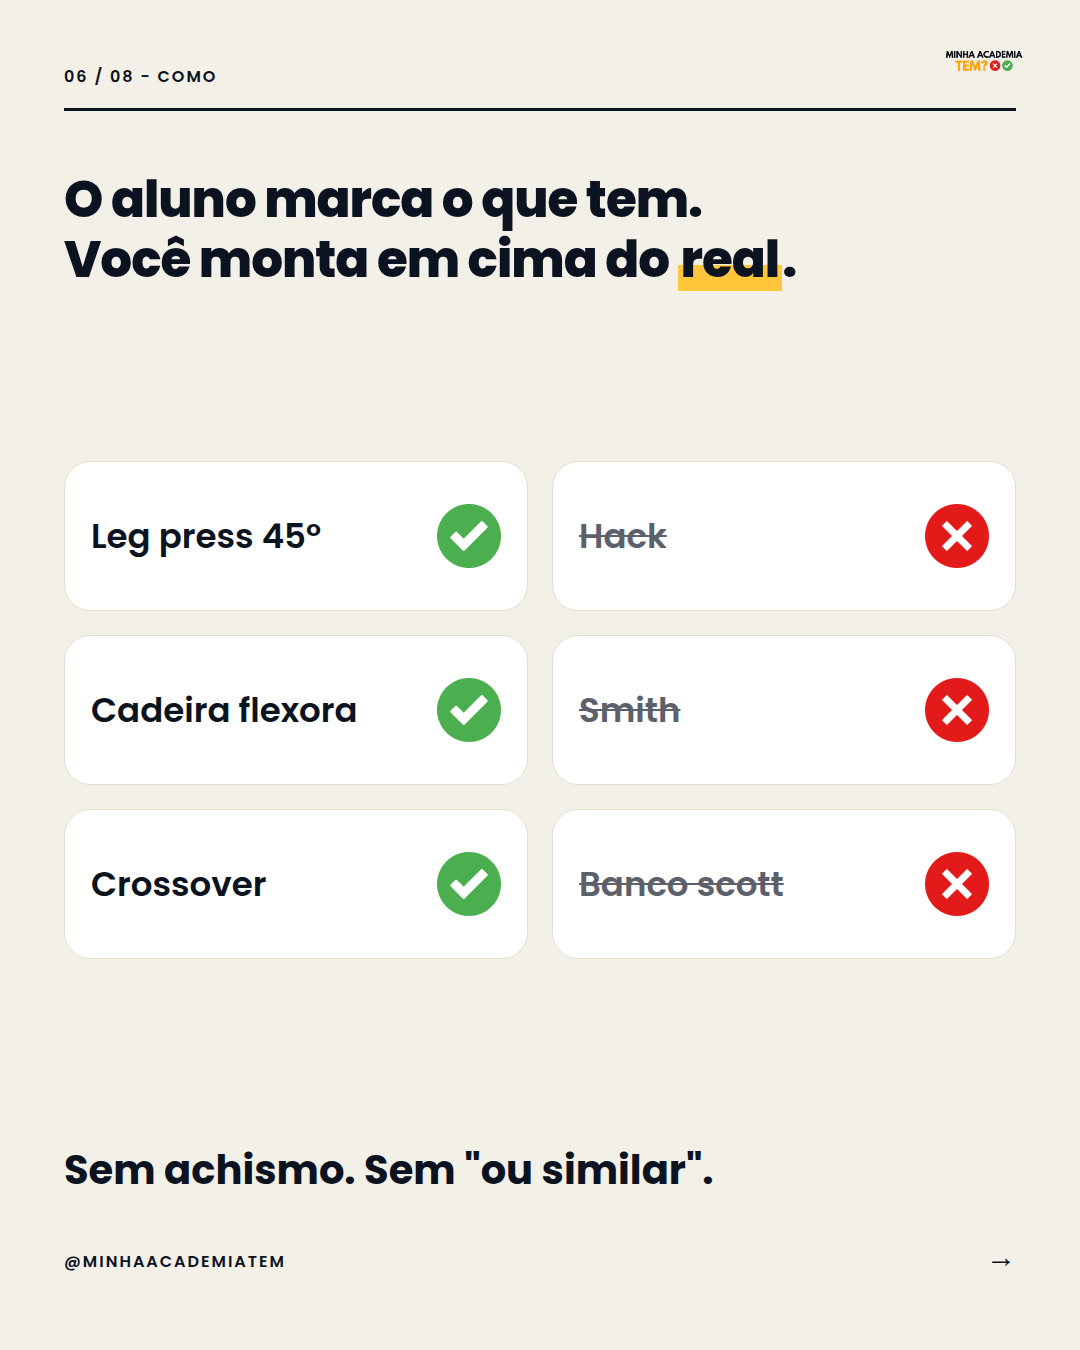 06 / 08 - COMO
MINHA ACADEMIA
TEM?
O aluno marca o que tem.
Você monta em cima do real.
Leg press 45º
Hack
Cadeira flexora
Smith
Crossover
Banco scott
Sem achismo. Sem "ou similar".
@MINHAACADEMIATEM
→